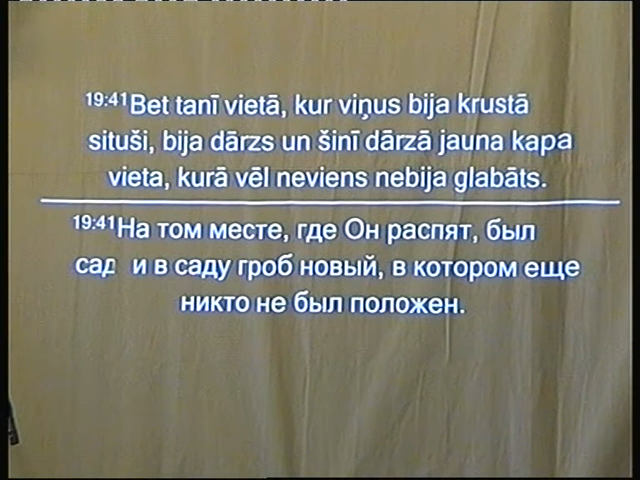 19:41Bet tanī vietā, kur viņus bija krustā
situši, bija dārzs un šinī dārzā jauna kapa
vieta, kurā vēl neviens nebija glabāts.
19:41На том месте, где Он распят, был
сад и в саду гроб новый, в котором еще
никто не был положен.